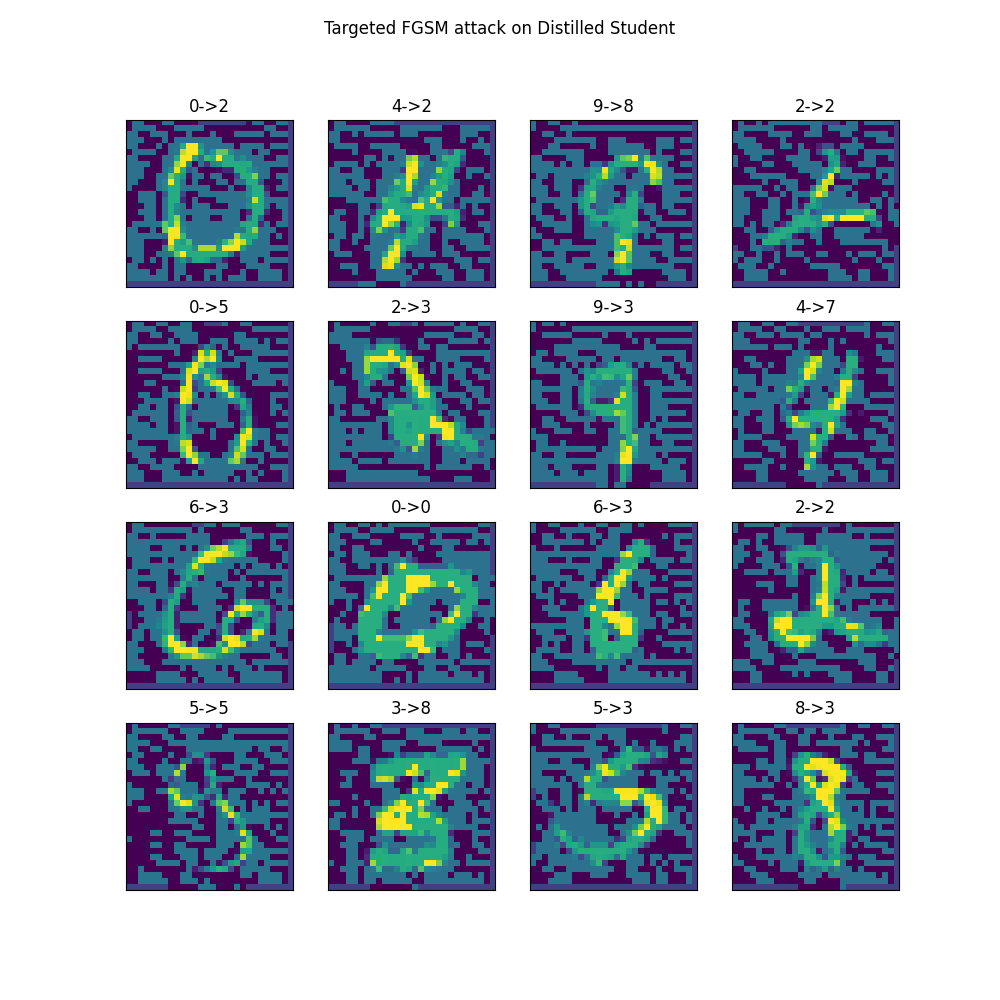 Targeted FGSM attack on Distilled Student
0->2 4->2 9->8 2->2
0->5 2->3 9->3 4->7
6->3 0->0 6->3 2->2
5->5 3->8 5->3 8->3